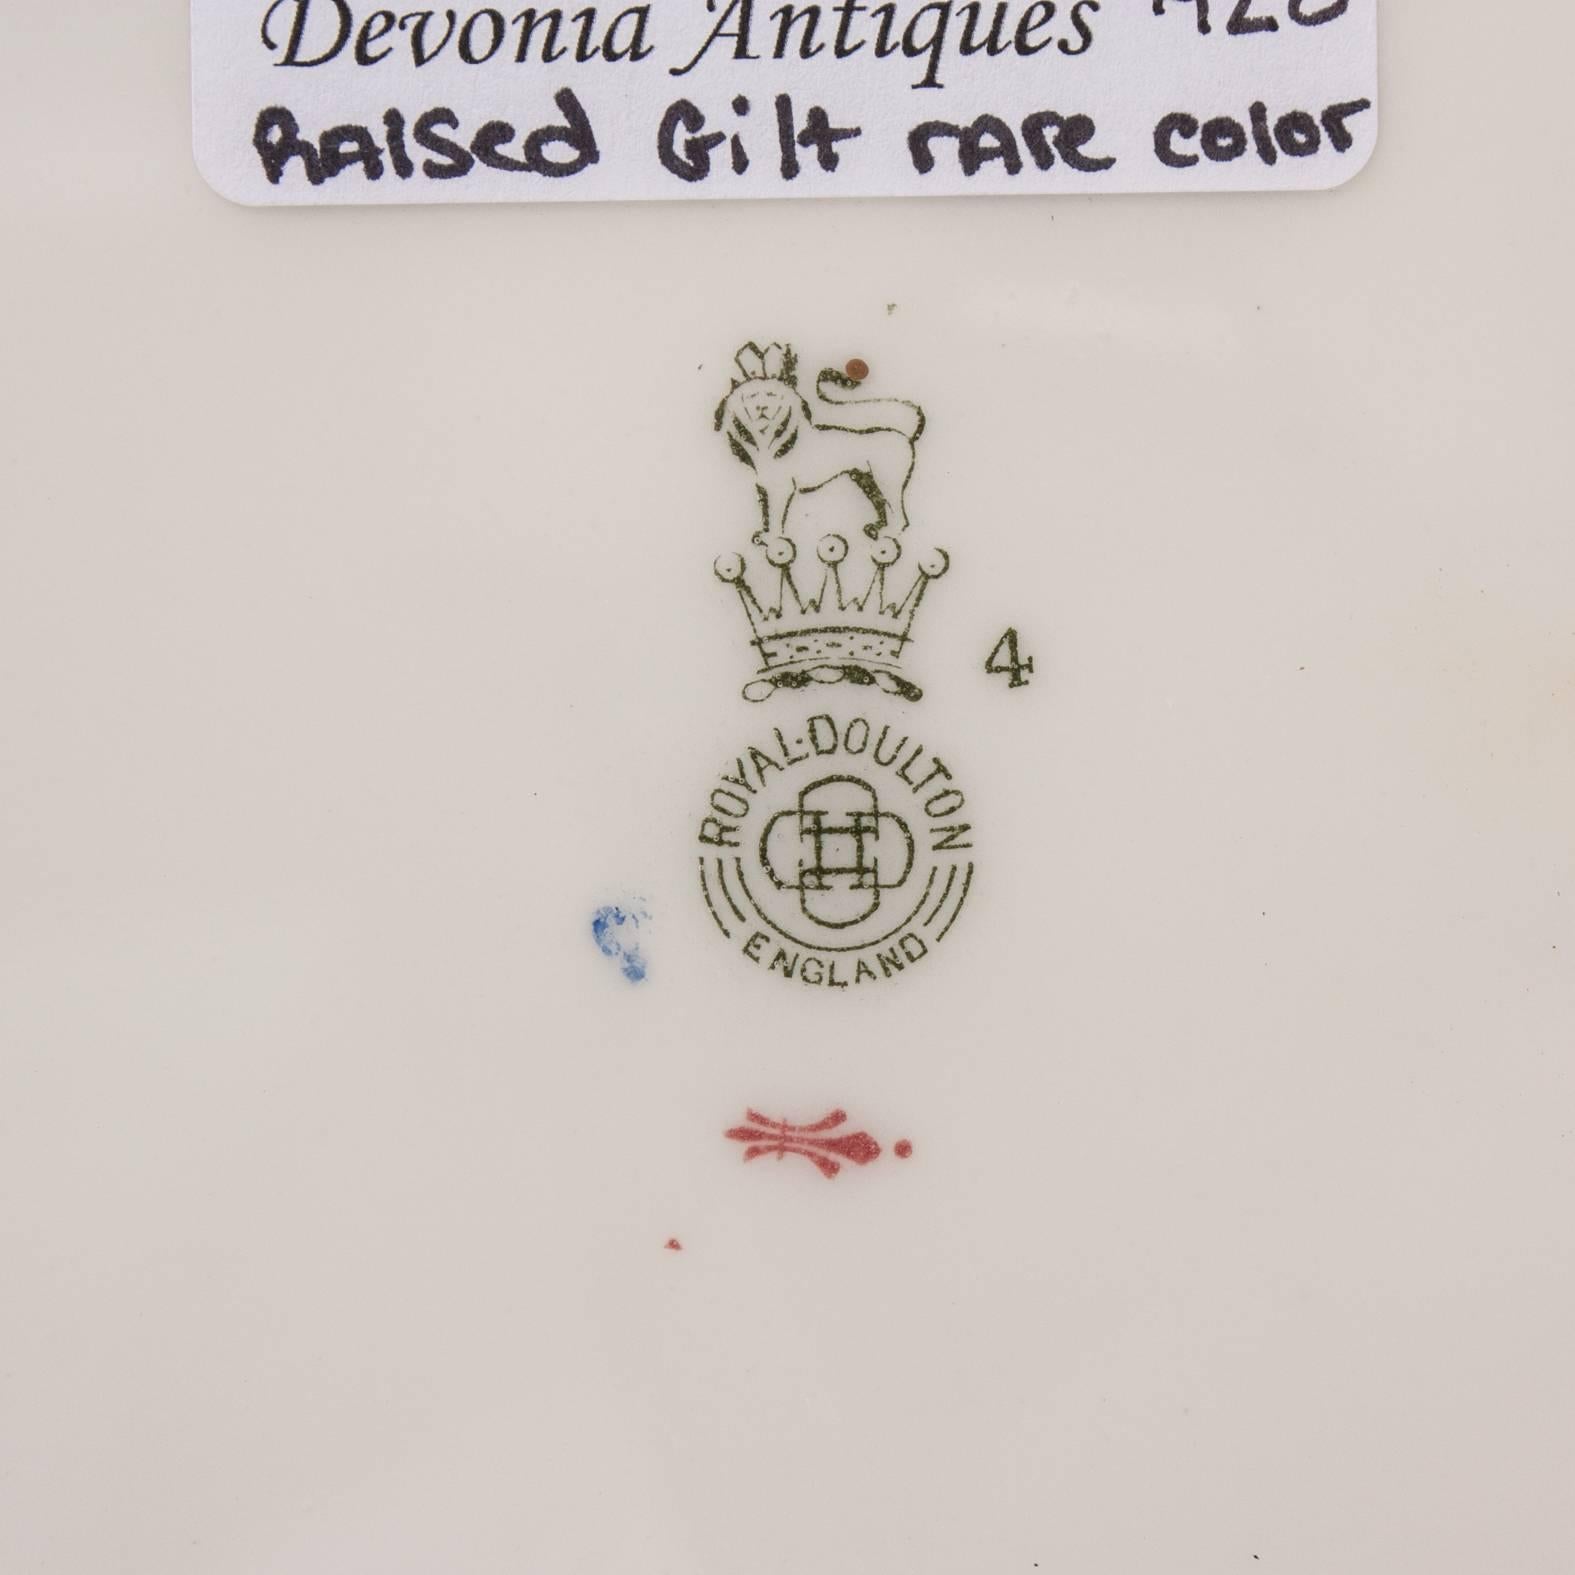 Devonia Antiques
Raised Gilt rare color
4
ROYAL·DOULTON
ENGLAND